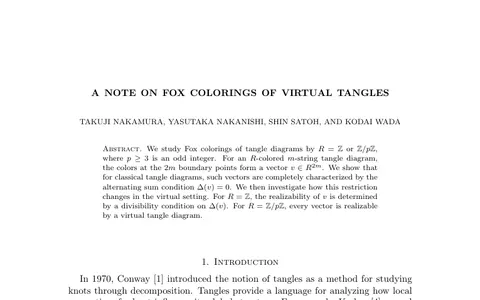 A NOTE ON FOX COLORINGS OF VIRTUAL TANGLES
TAKUJI NAKAMURA, YASUTAKA NAKANISHI, SHIN SATOH, AND KODAI WADA
Abstract. We study Fox colorings of tangle diagrams by R = ℤ or ℤ/pℤ,
where p ≥ 3 is an odd integer. For an R-colored m-string tangle diagram,
the colors at the 2m boundary points form a vector v ∈ R²ᵐ. We show that
for classical tangle diagrams, such vectors are completely characterized by the
alternating sum condition Δ(v) = 0. We then investigate how this restriction
changes in the virtual setting. For R = ℤ, the realizability of v is determined
by a divisibility condition on Δ(v). For R = ℤ/pℤ, every vector is realizable
by a virtual tangle diagram.
1. Introduction
In 1970, Conway [1] introduced the notion of tangles as a method for studying
knots through decomposition. Tangles provide a language for analyzing how local